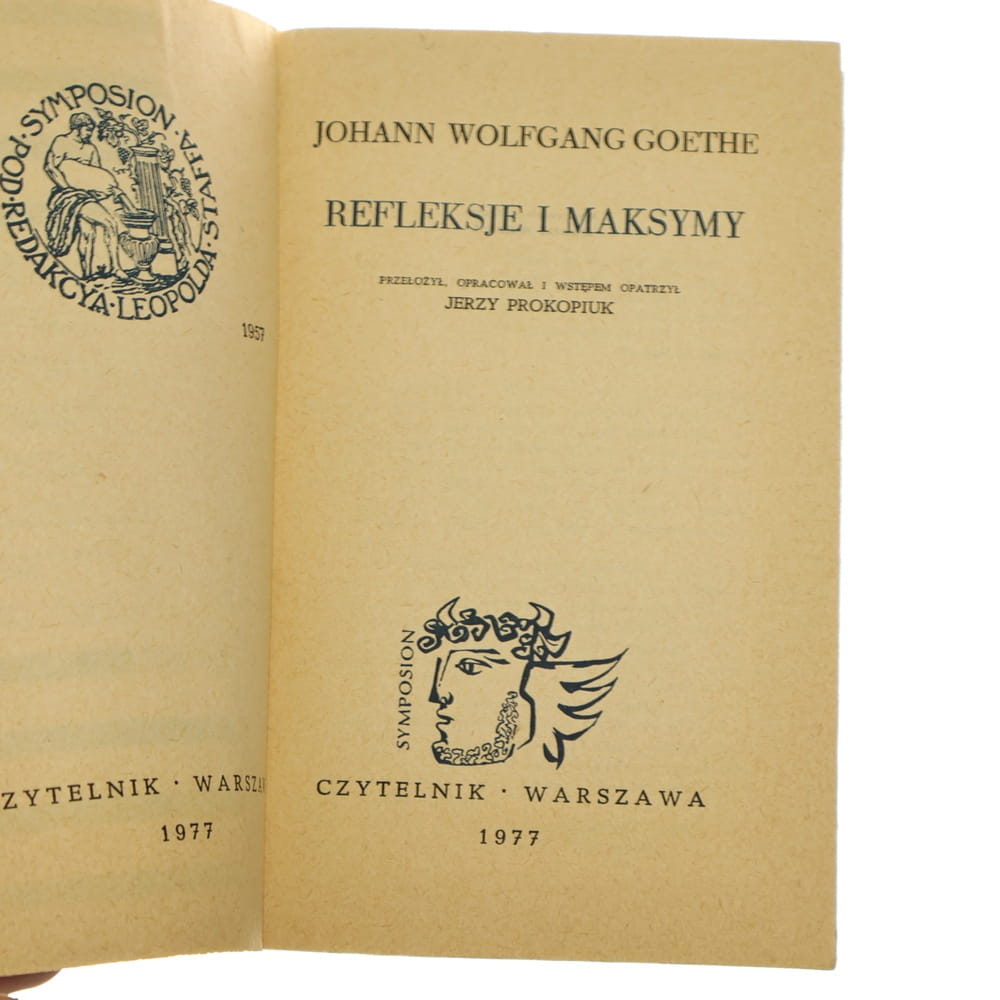 SYMPOSION · POD · REDAKCYA · LEOPOLDA · STAFFA ·
1957
ZYTELNIK · WARSZA
1977
JOHANN WOLFGANG GOETHE
REFLEKSJE I MAKSYMY
PRZEŁOŻYŁ, OPRACOWAŁ I WSTĘPEM OPATRZYŁ
JERZY PROKOPIUK
SYMPOSION
CZYTELNIK · WARSZAWA
1977